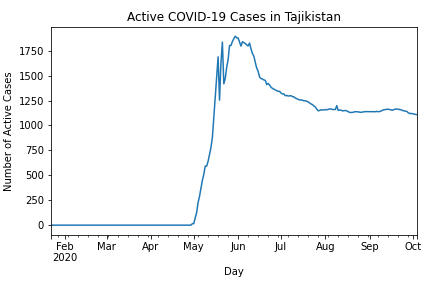 Active COVID-19 Cases in Tajikistan
Number of Active Cases
1750
1500
1250
1000
750
500
250
0
Feb Mar Apr May Jun Jul Aug Sep Oct
2020
Day